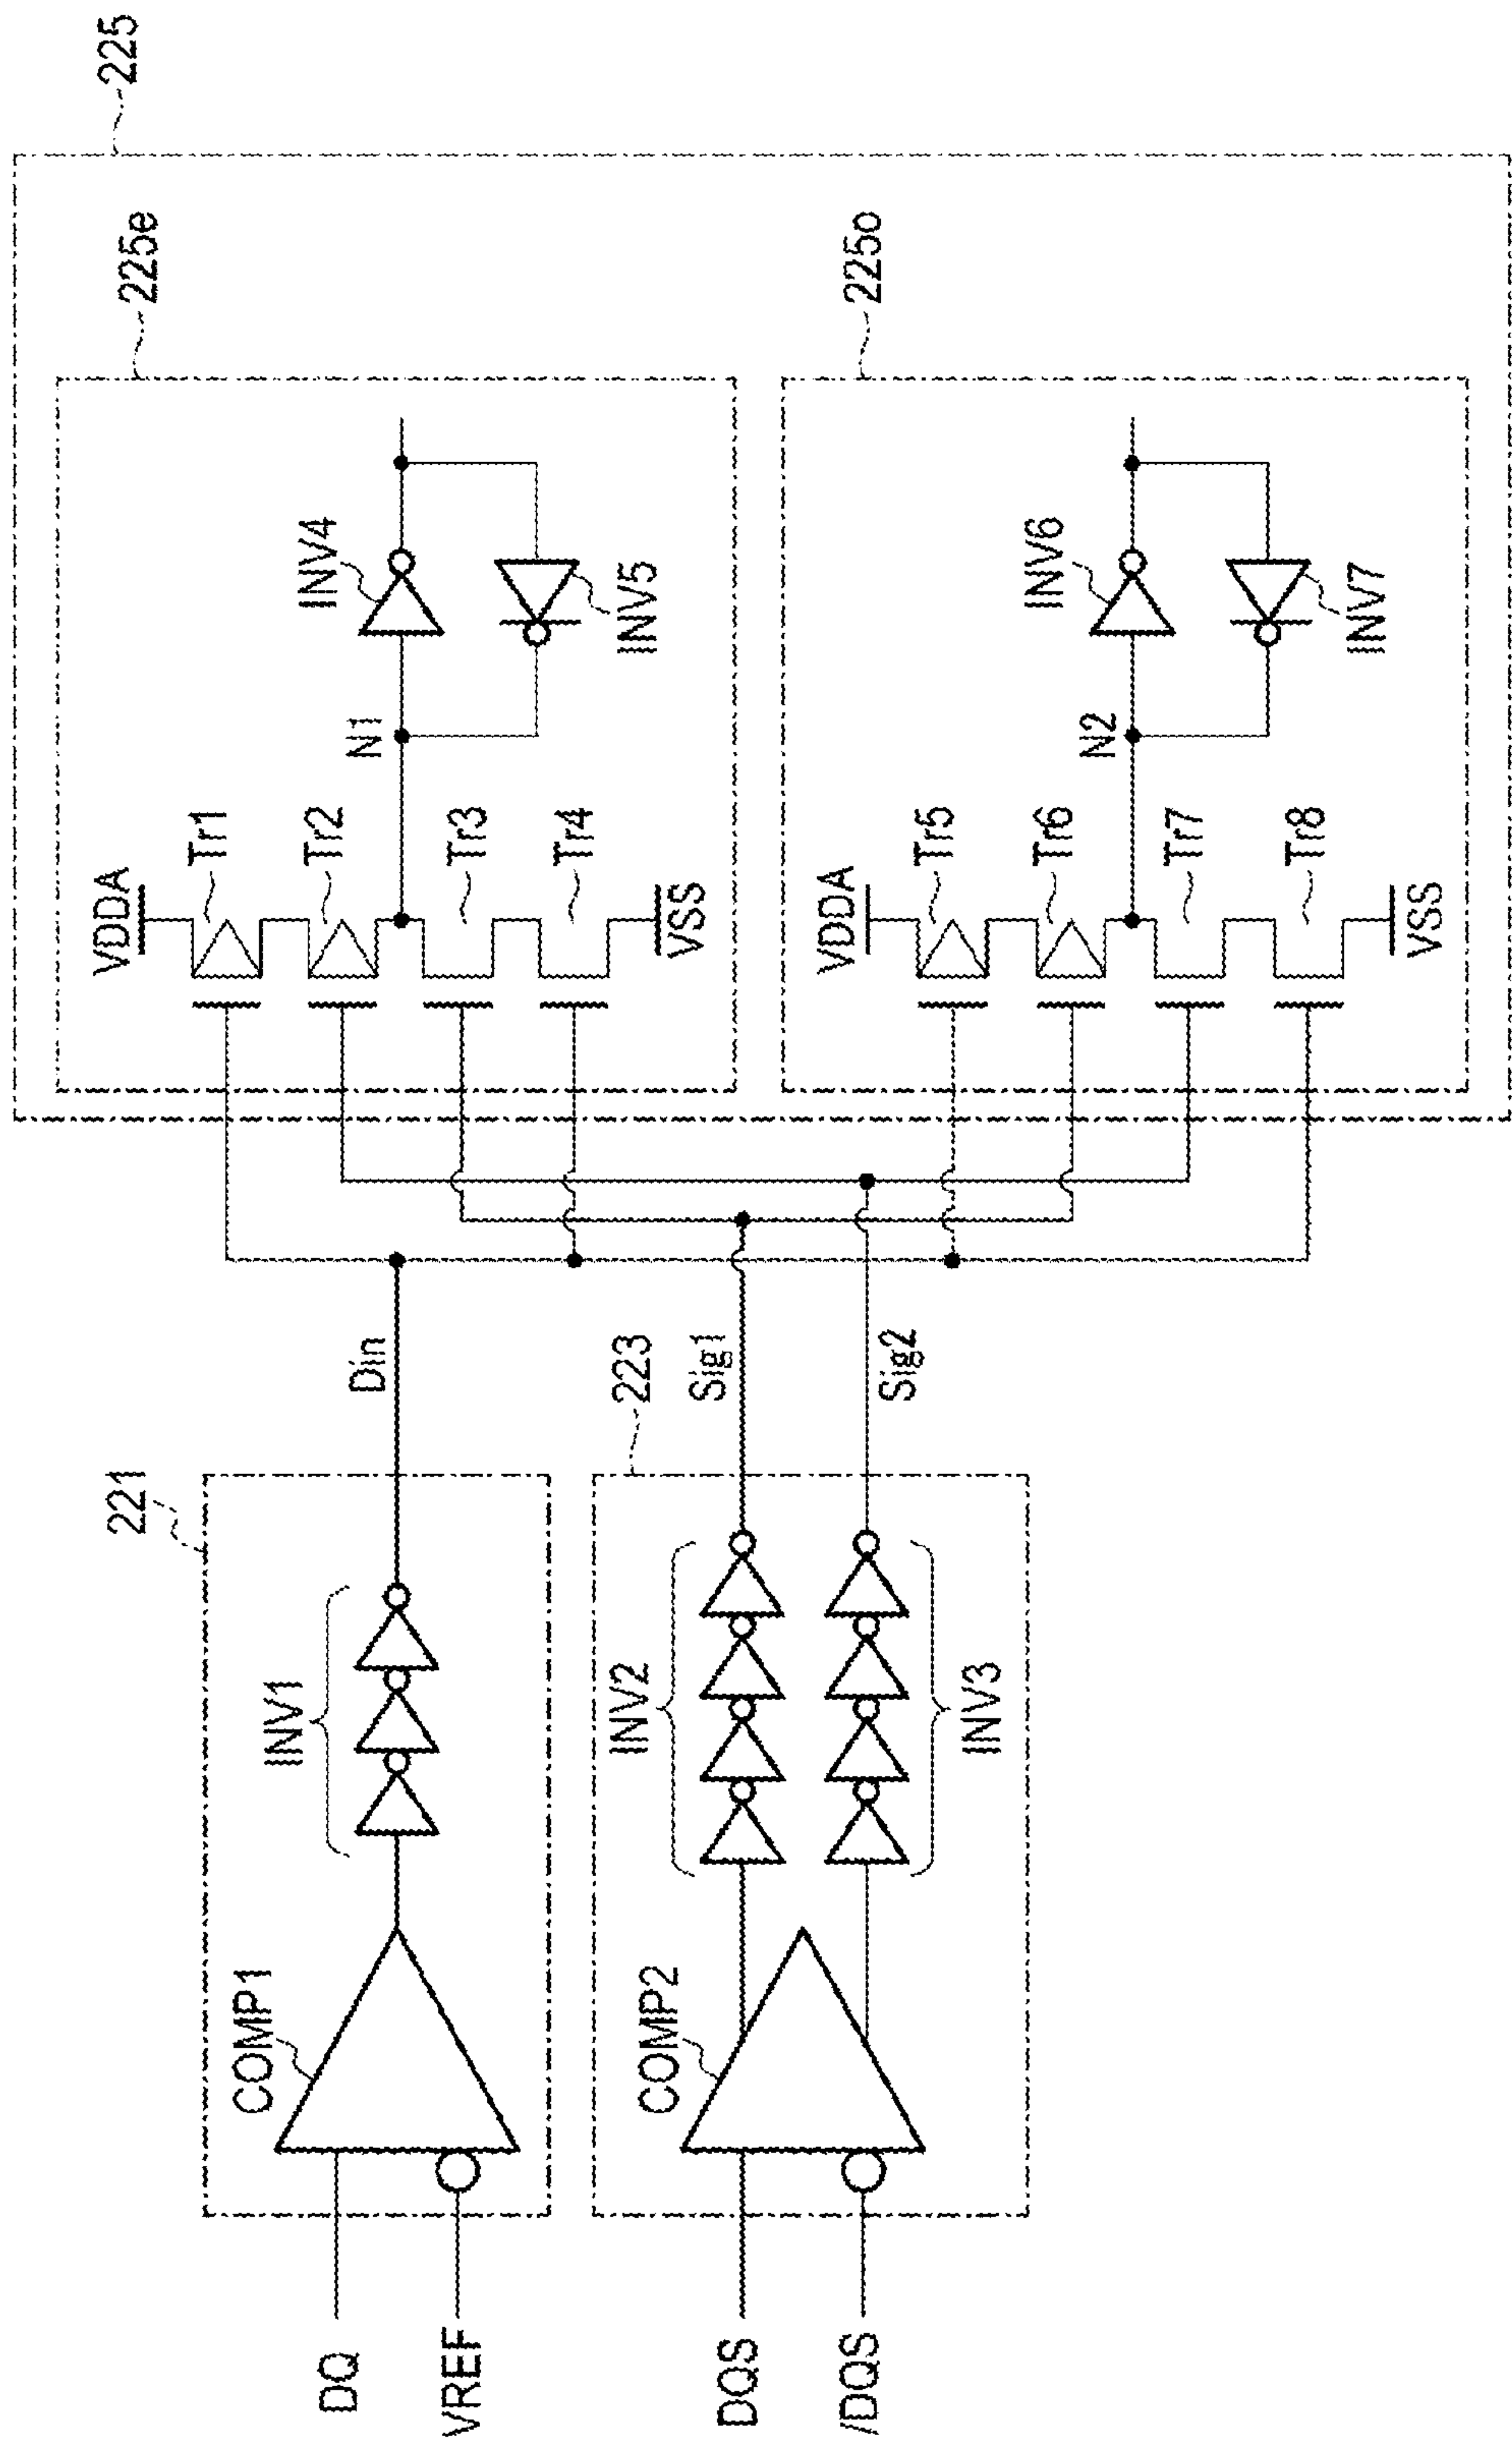 225
225e
VDDA
Tr1
Tr2
Tr3
Tr4
VSS
N1
INV4
INV5
225o
VDDA
Tr5
Tr6
Tr7
Tr8
VSS
N2
INV6
INV7
221
DQ
VREF
COMP1
INV1
Din
223
DQS
/DQS
COMP2
INV2
INV3
Sig1
Sig2